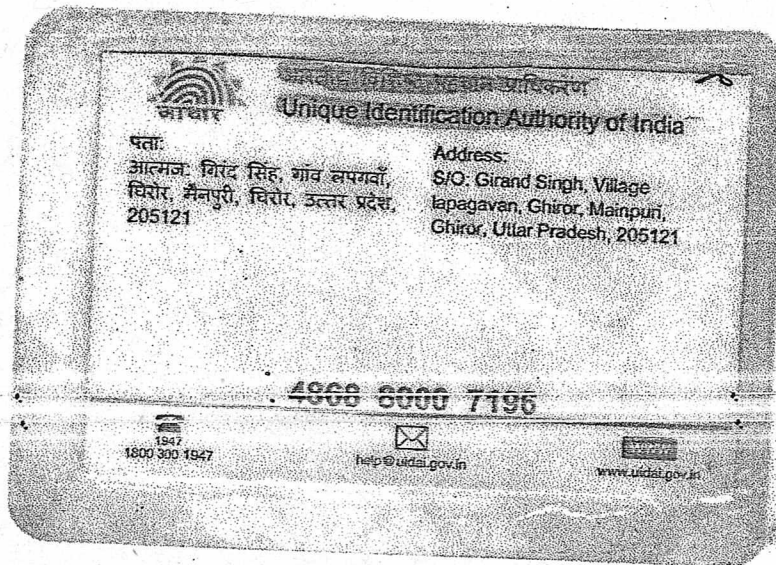 आधार
Unique Identification Authority of India
पता:
आत्मज: गिरंद सिंह, गाँव लपगवाँ,
घिरोर, मैनपुरी, घिरोर, उत्तर प्रदेश,
205121
Address:
S/O: Girand Singh, Village
lapagavan, Ghiror, Mainpuri,
Ghiror, Uttar Pradesh, 205121
7196
1947
1800 300 1947
help@uidai.gov.in
www.uidai.gov.in